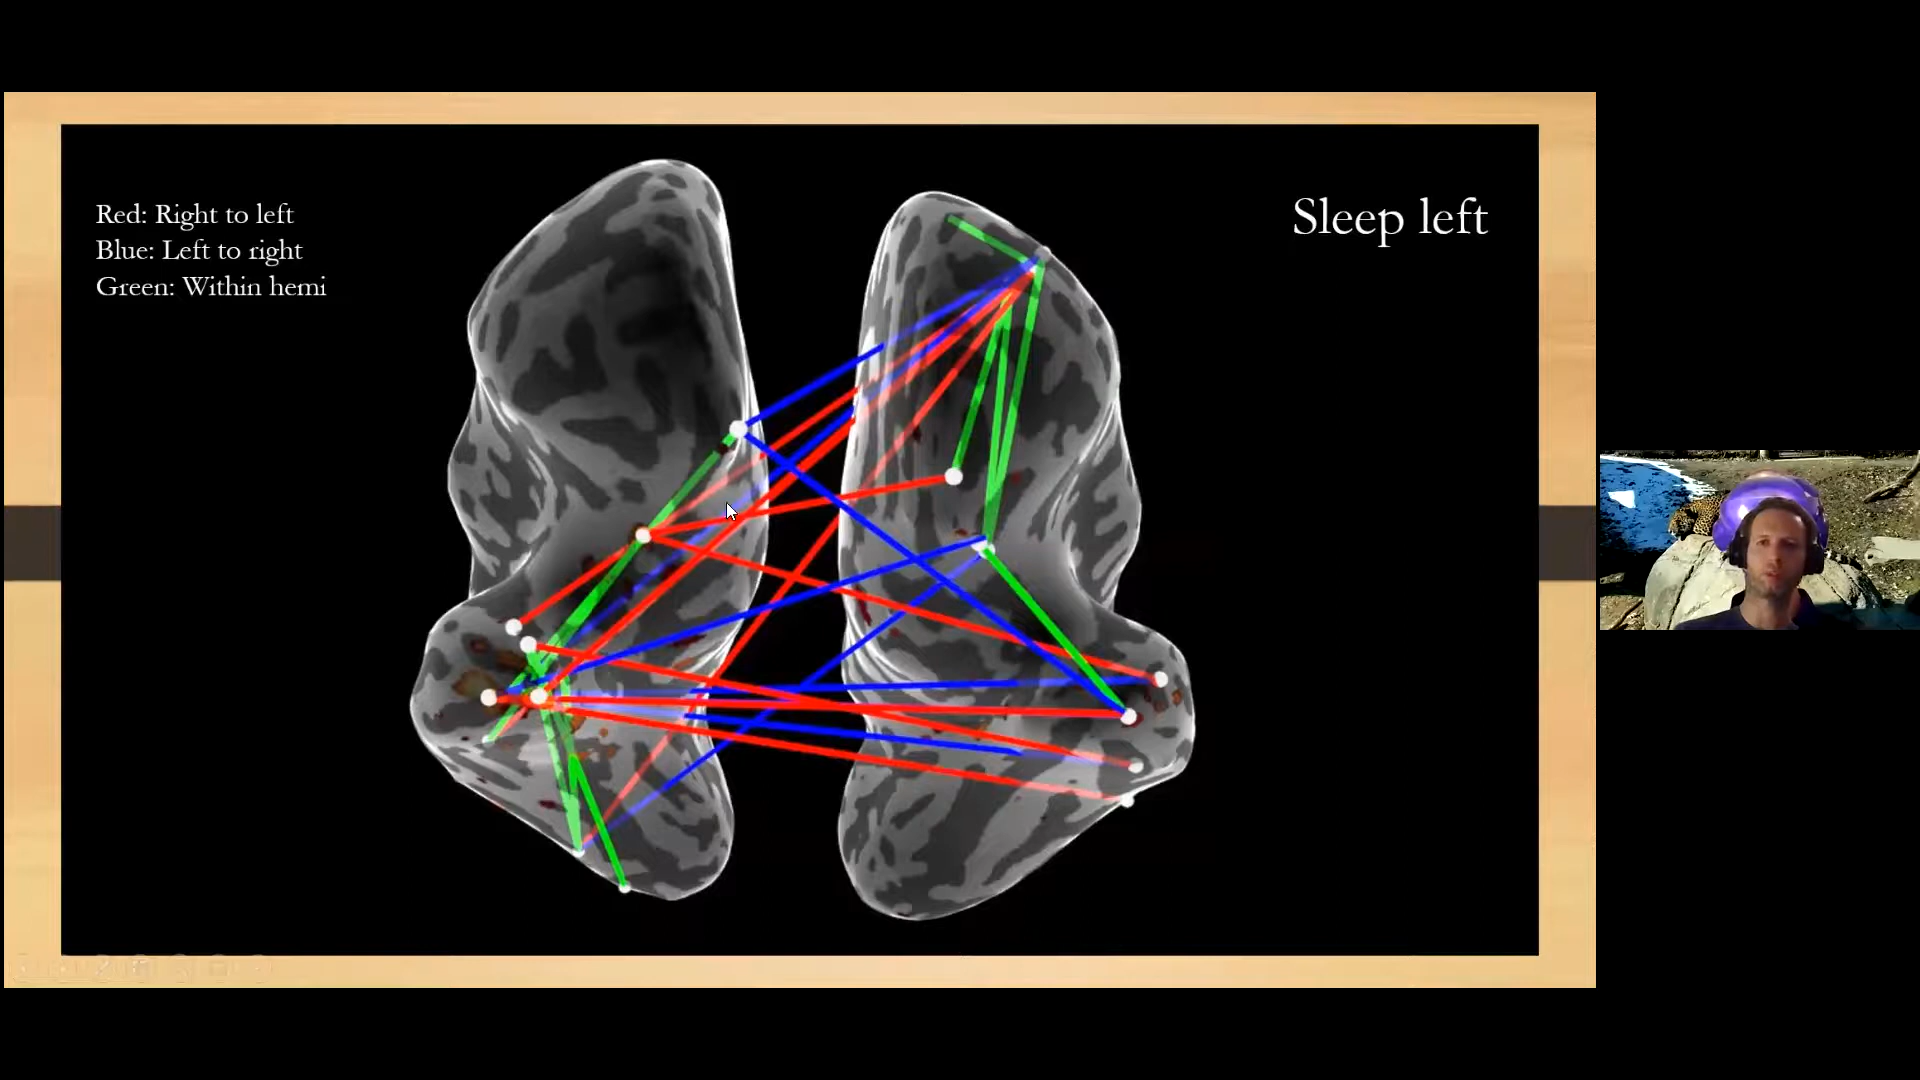 Red: Right to left
Blue: Left to right
Green: Within hemi
Sleep left